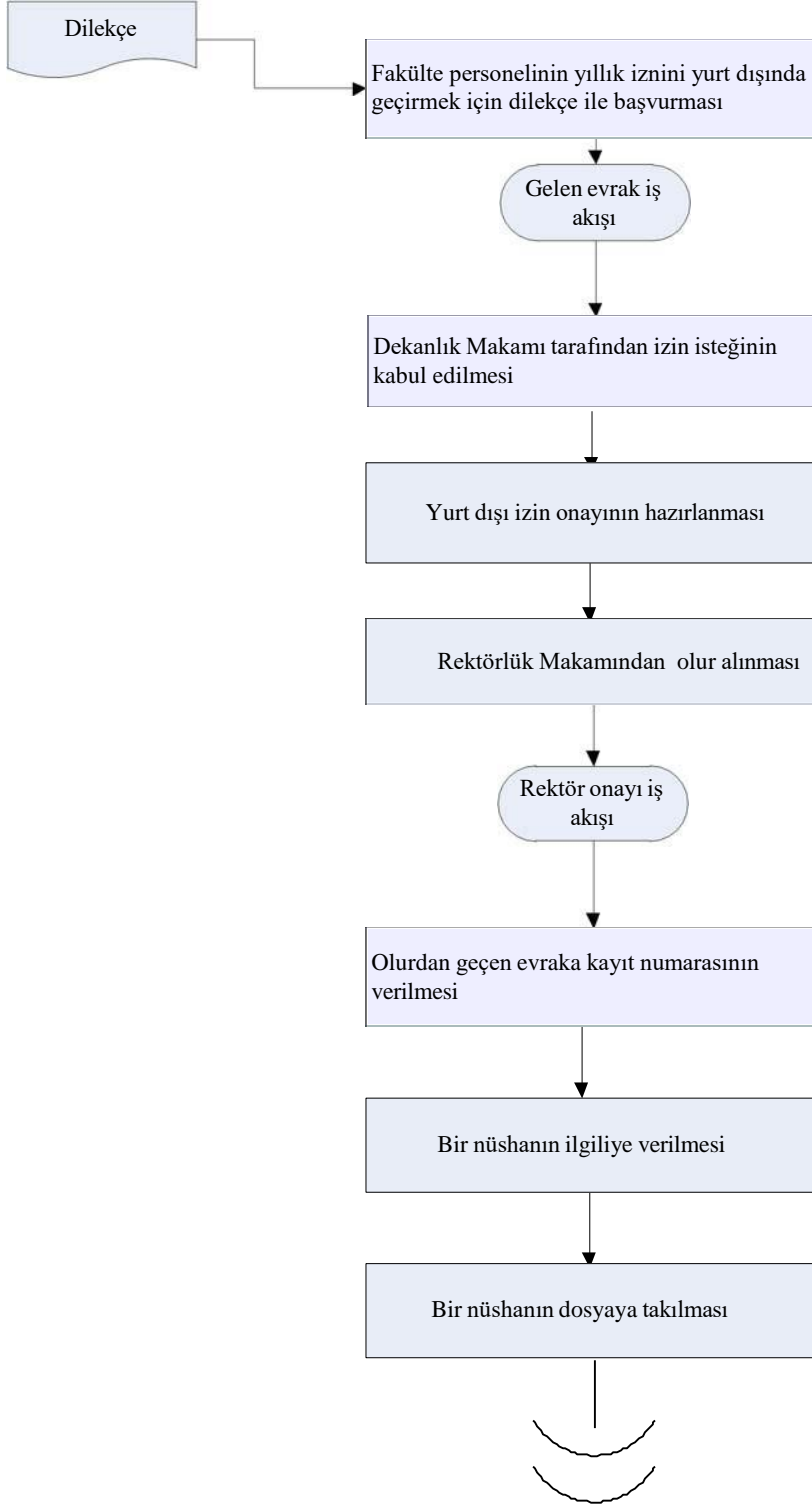 Dilekçe
Fakülte personelinin yıllık iznini yurt dışında
geçirmek için dilekçe ile başvurması
Gelen evrak iş
akışı
Dekanlık Makamı tarafından izin isteğinin
kabul edilmesi
Yurt dışı izin onayının hazırlanması
Rektörlük Makamından olur alınması
Rektör onayı iş
akışı
Olurdan geçen evraka kayıt numarasının
verilmesi
Bir nüshanın ilgiliye verilmesi
Bir nüshanın dosyaya takılması